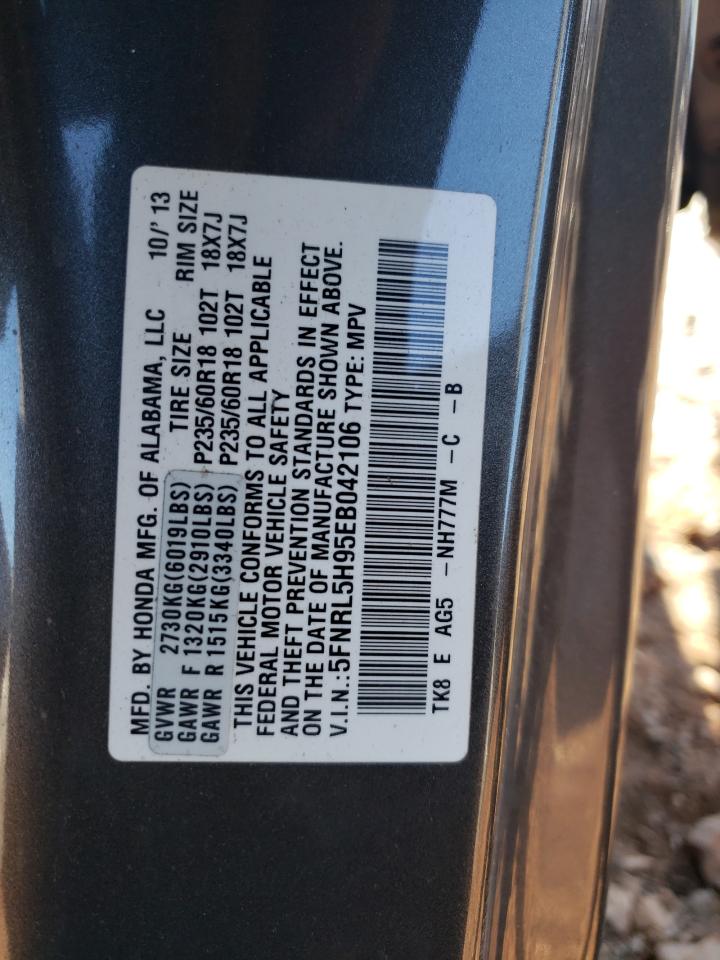 MFD. BY HONDA MFG. OF ALABAMA, LLC 10/' 13
GVWR 2730KG(6019LBS) TIRE SIZE RIM SIZE
GAWR F 1320KG(2910LBS) P235/60R18 102T 18X7J
GAWR R 1515KG(3340LBS) P235/60R18 102T 18X7J
THIS VEHICLE CONFORMS TO ALL APPLICABLE
FEDERAL MOTOR VEHICLE SAFETY
AND THEFT PREVENTION STANDARDS IN EFFECT
ON THE DATE OF MANUFACTURE SHOWN ABOVE.
V.I.N.:5FNRL5H95EB042106 TYPE: MPV
TK8 E AG5 -NH777M -C -B